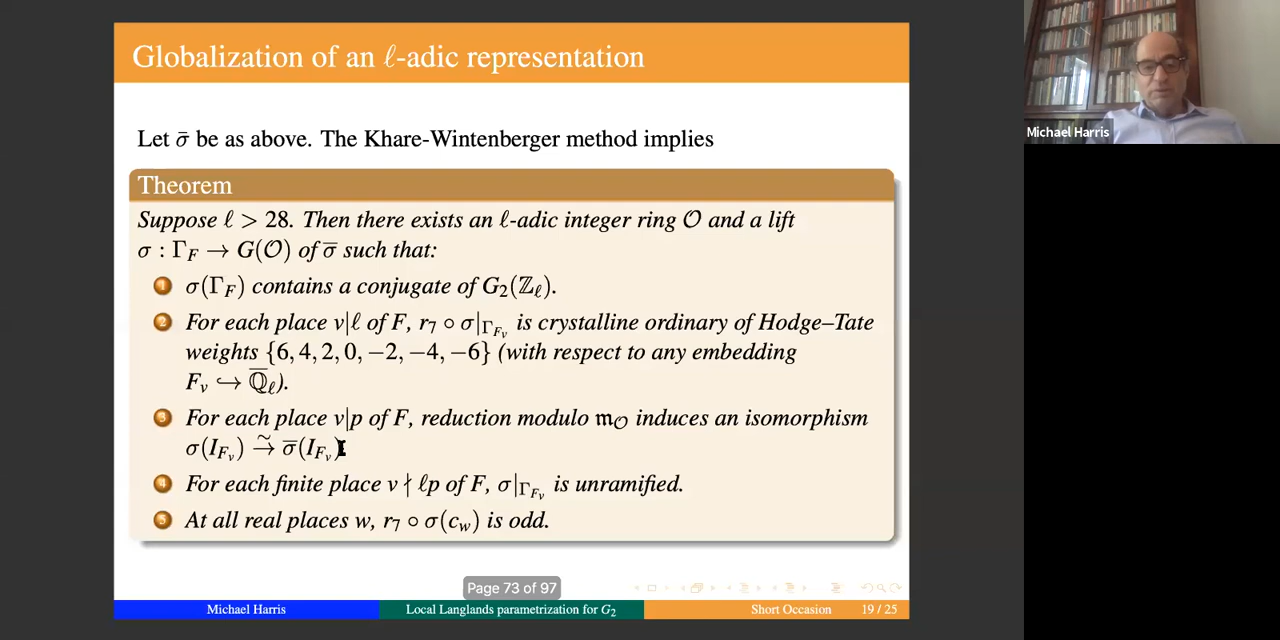 Globalization of an ℓ-adic representation
Let σ̄ be as above. The Khare-Wintenberger method implies
Theorem
Suppose ℓ > 28. Then there exists an ℓ-adic integer ring 𝒪 and a lift
σ : Γ_F → G(𝒪) of σ̄ such that:
1 σ(Γ_F) contains a conjugate of G₂(ℤ_ℓ).
2 For each place v|ℓ of F, r₇ ∘ σ|_{Γ_{F_v}} is crystalline ordinary of Hodge–Tate
weights {6, 4, 2, 0, −2, −4, −6} (with respect to any embedding
F_v ↪ ℚ̄_ℓ).
3 For each place v|p of F, reduction modulo 𝔪_𝒪 induces an isomorphism
σ(I_{F_v}) →̃ σ̄(I_{F_v})
4 For each finite place v ∤ ℓp of F, σ|_{Γ_{F_v}} is unramified.
5 At all real places w, r₇ ∘ σ(c_w) is odd.
Page 73 of 97
Michael Harris
Local Langlands parametrization for G₂
Short Occasion
19 / 25
Michael Harris